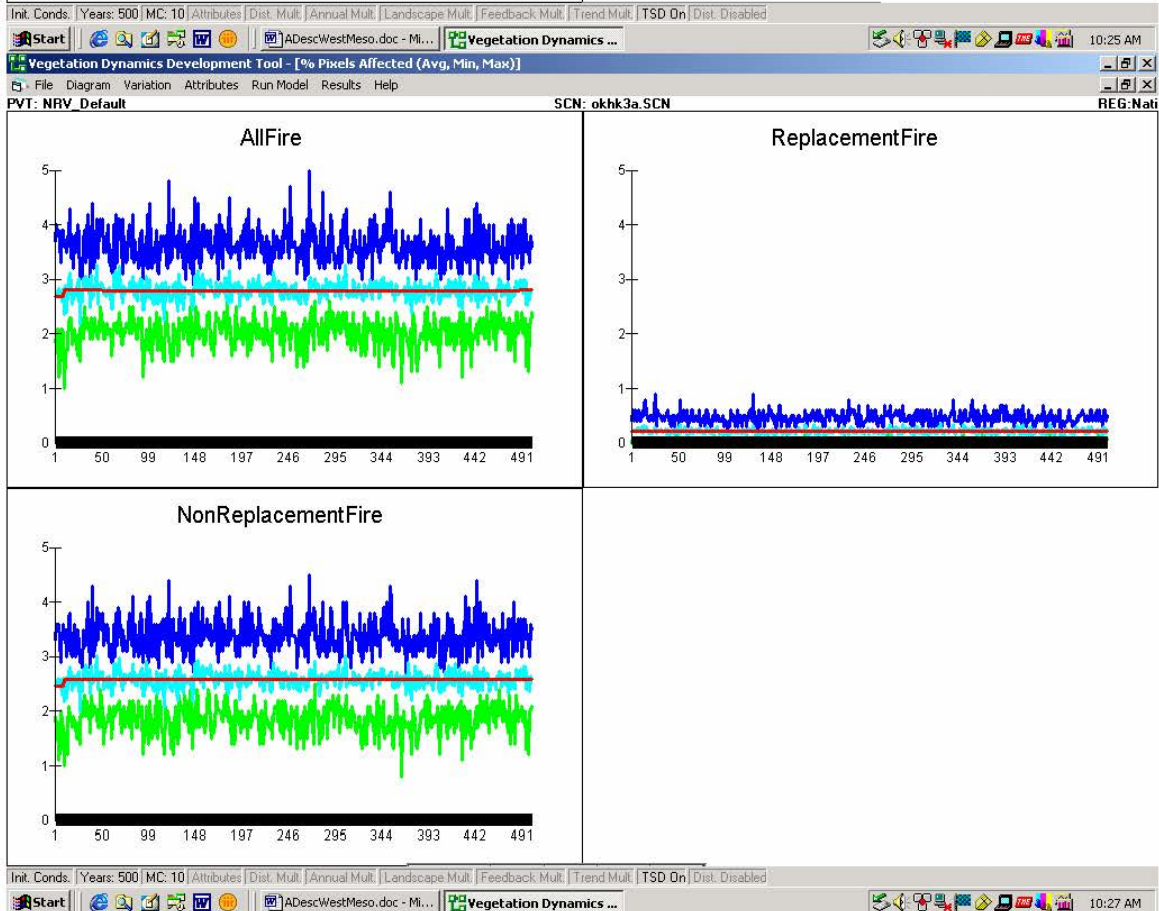 Init. Conds. Years: 500 MC: 10 Attributes Dist. Mult Annual Mult. Landscape Mult. Feedback Mult. Trend Mult. TSD On Dist. Disabled
Start ADescWestMeso.doc - Mi... Vegetation Dynamics ... 10:25 AM
Vegetation Dynamics Development Tool - [% Pixels Affected (Avg, Min, Max)]
File Diagram Variation Attributes Run Model Results Help
PVT: NRV_Default SCN: okhk3a.SCN REG:Nati
AllFire
5
4
3
2
1
0
1 50 99 148 197 246 295 344 393 442 491
ReplacementFire
5
4
3
2
1
0
1 50 99 148 197 246 295 344 393 442 491
NonReplacementFire
5
4
3
2
1
0
1 50 99 148 197 246 295 344 393 442 491
Init. Conds. Years: 500 MC: 10 Attributes Dist. Mult. Annual Mult. Landscape Mult. Feedback Mult. Trend Mult. TSD On Dist. Disabled
Start ADescWestMeso.doc - Mi... Vegetation Dynamics ... 10:27 AM